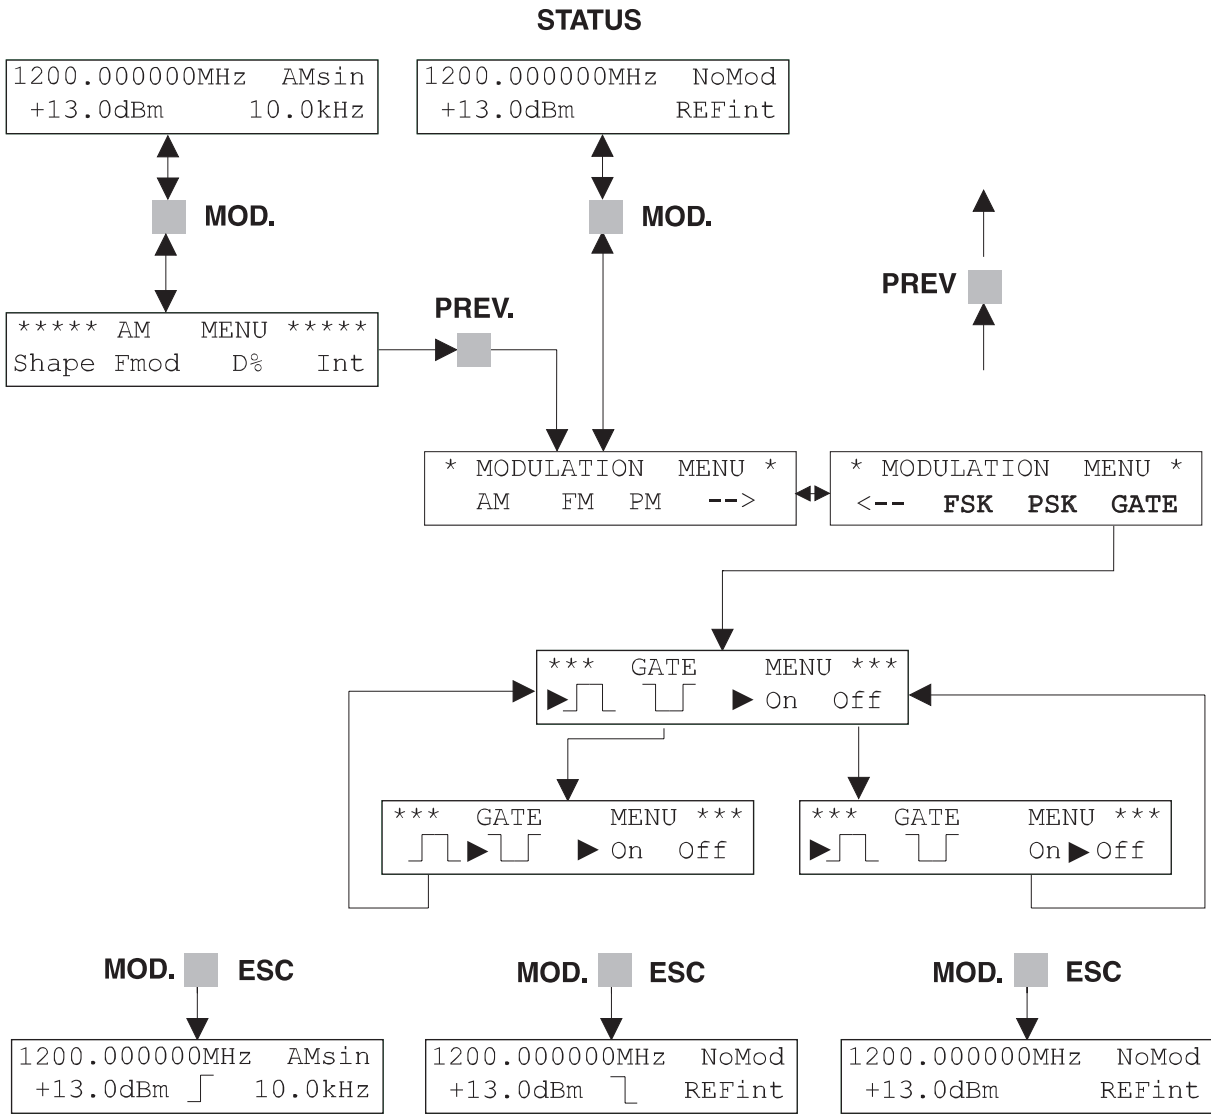 STATUS
1200.000000MHz AMsin
+13.0dBm 10.0kHz
1200.000000MHz NoMod
+13.0dBm REFint
MOD.
MOD.
PREV
PREV.
***** AM MENU *****
Shape Fmod D% Int
* MODULATION MENU *
AM FM PM -->
* MODULATION MENU *
<-- FSK PSK GATE
*** GATE MENU ***
On Off
*** GATE MENU ***
On Off
*** GATE MENU ***
On Off
MOD. ESC
MOD. ESC
MOD. ESC
1200.000000MHz AMsin
+13.0dBm 10.0kHz
1200.000000MHz NoMod
+13.0dBm REFint
1200.000000MHz NoMod
+13.0dBm REFint